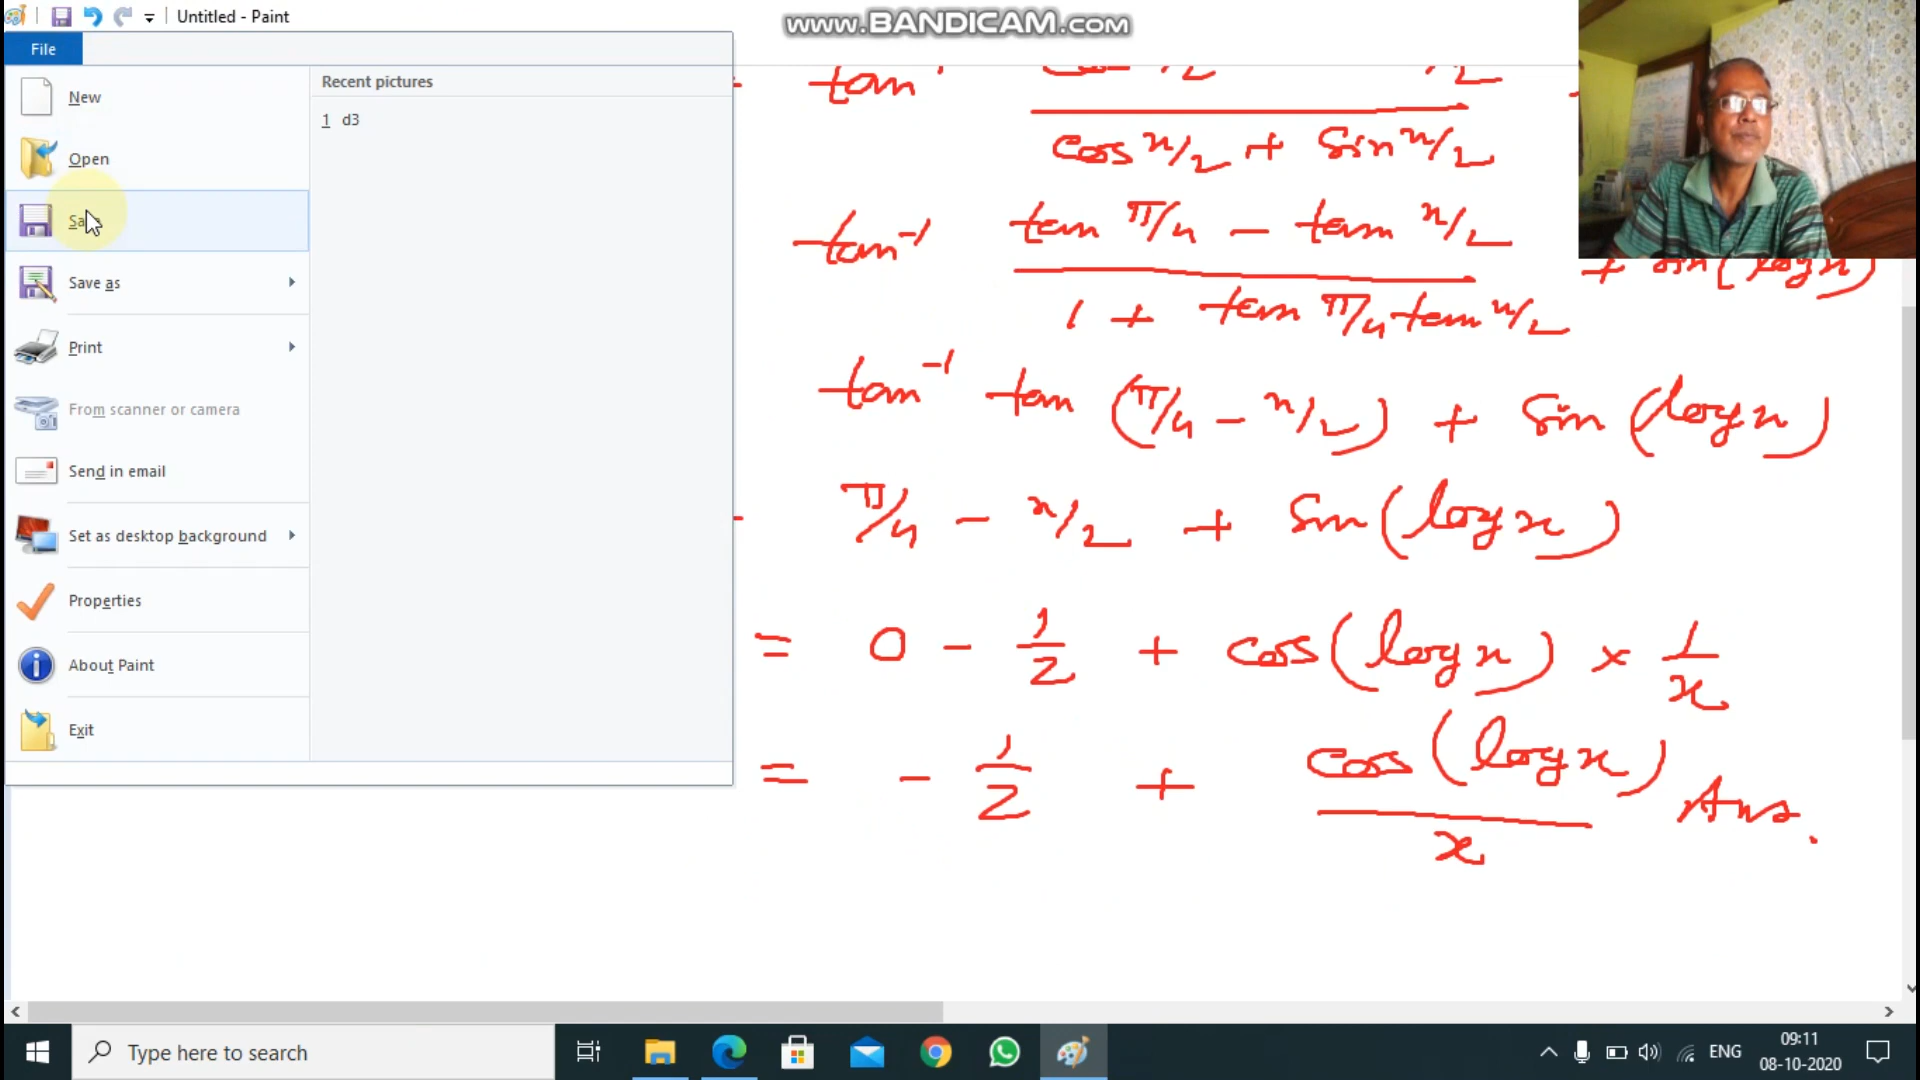 Untitled - Paint
www.BANDICAM.com
File
New
Open
Save
Save as
Print
From scanner or camera
Send in email
Set as desktop background
Properties
About Paint
Exit
Recent pictures
1 d3
tan⁻¹
cos x/2 + sin x/2
tan⁻¹ (tan π/4 - tan x/2) / (1 + tan π/4 tan x/2) + sin(log x)
tan⁻¹ tan (π/4 - x/2) + sin (log x)
π/4 - x/2 + sin (log x)
= 0 - 1/2 + cos (log x) × 1/x
= - 1/2 + cos (log x) / x Ans.
Type here to search
ENG
09:11
08-10-2020